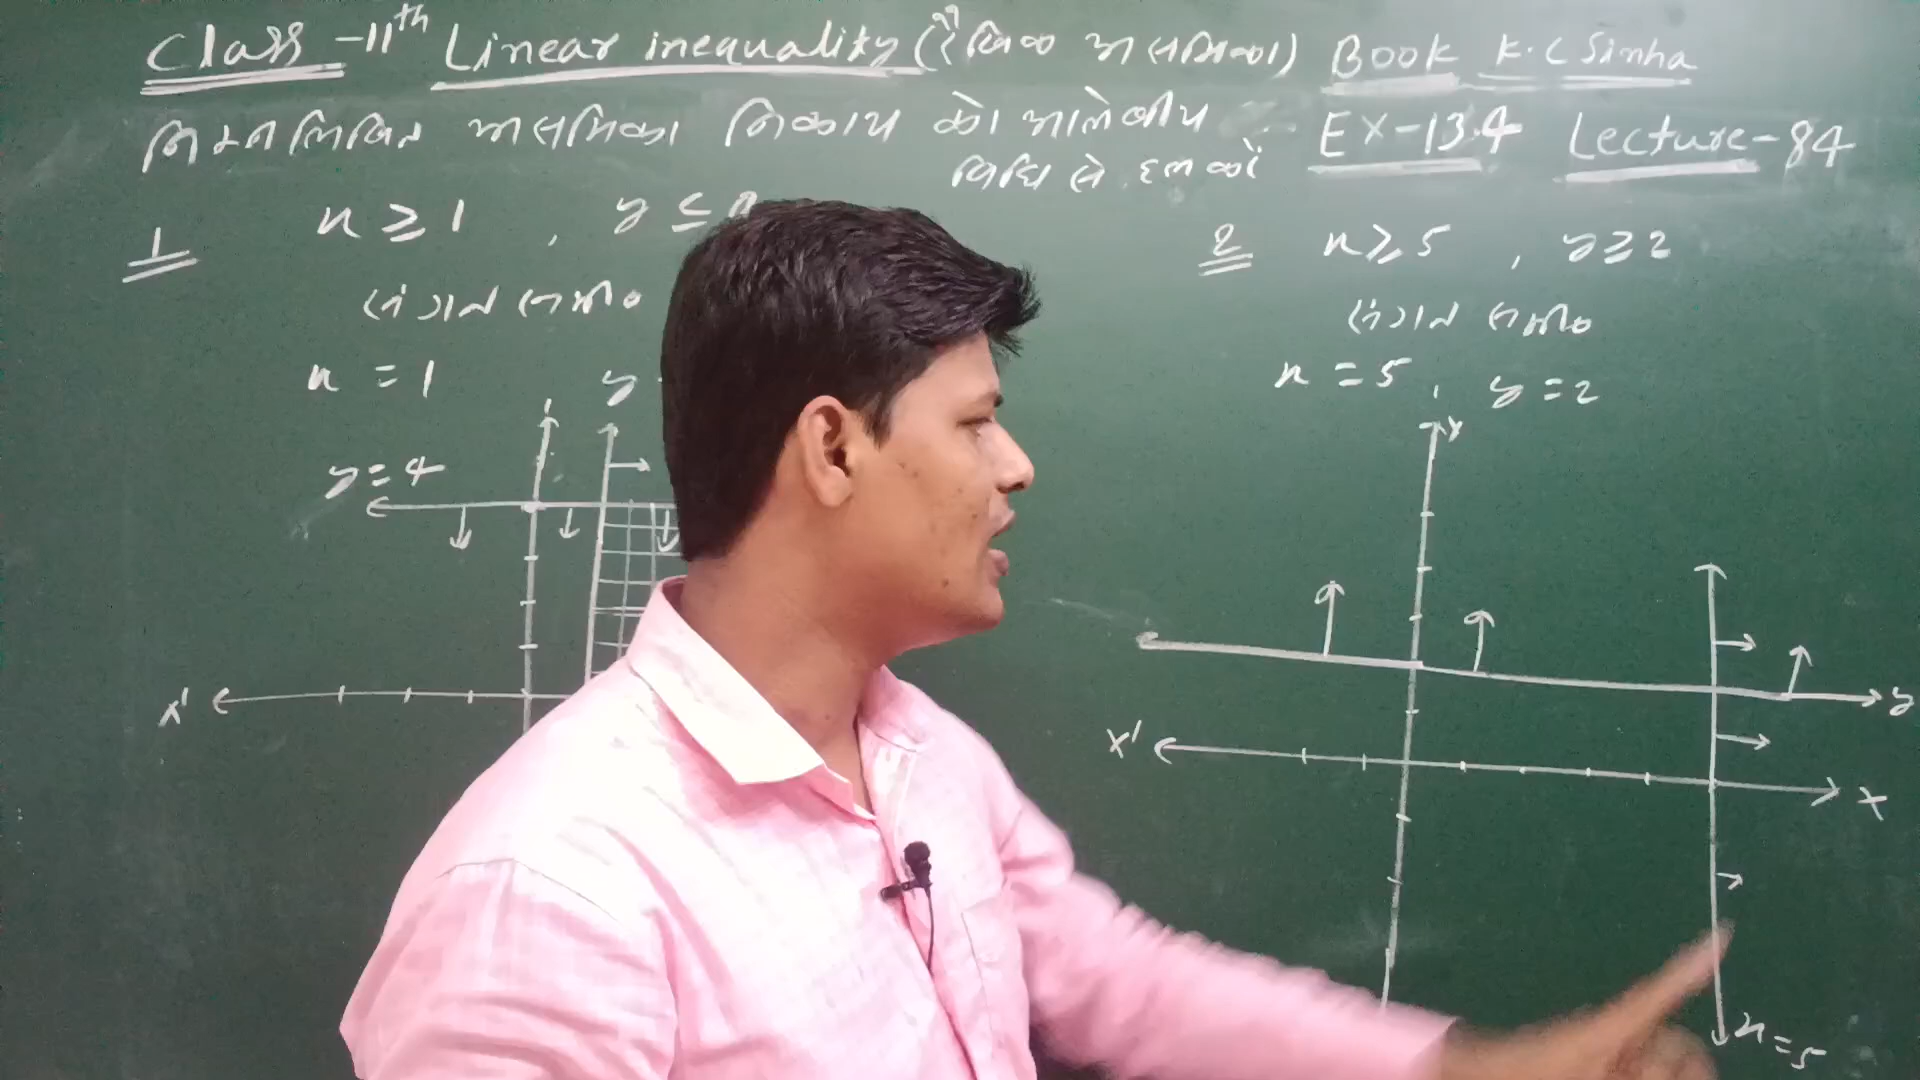 Class -11th Linear inequality (रैखिक असमिका) Book K.C Sinha
निम्नलिखित असमिका निकाय को आलेखीय EX-13.4 Lecture-84
विधि से हल करें
1 x ≥ 1 , y ≤
2 x ≥ 5 , y ≥ 2
संगत समी०
संगत समी०
x = 1 y
x = 5 , y = 2
y = 4
y
x'
x'
x
y
x = 5